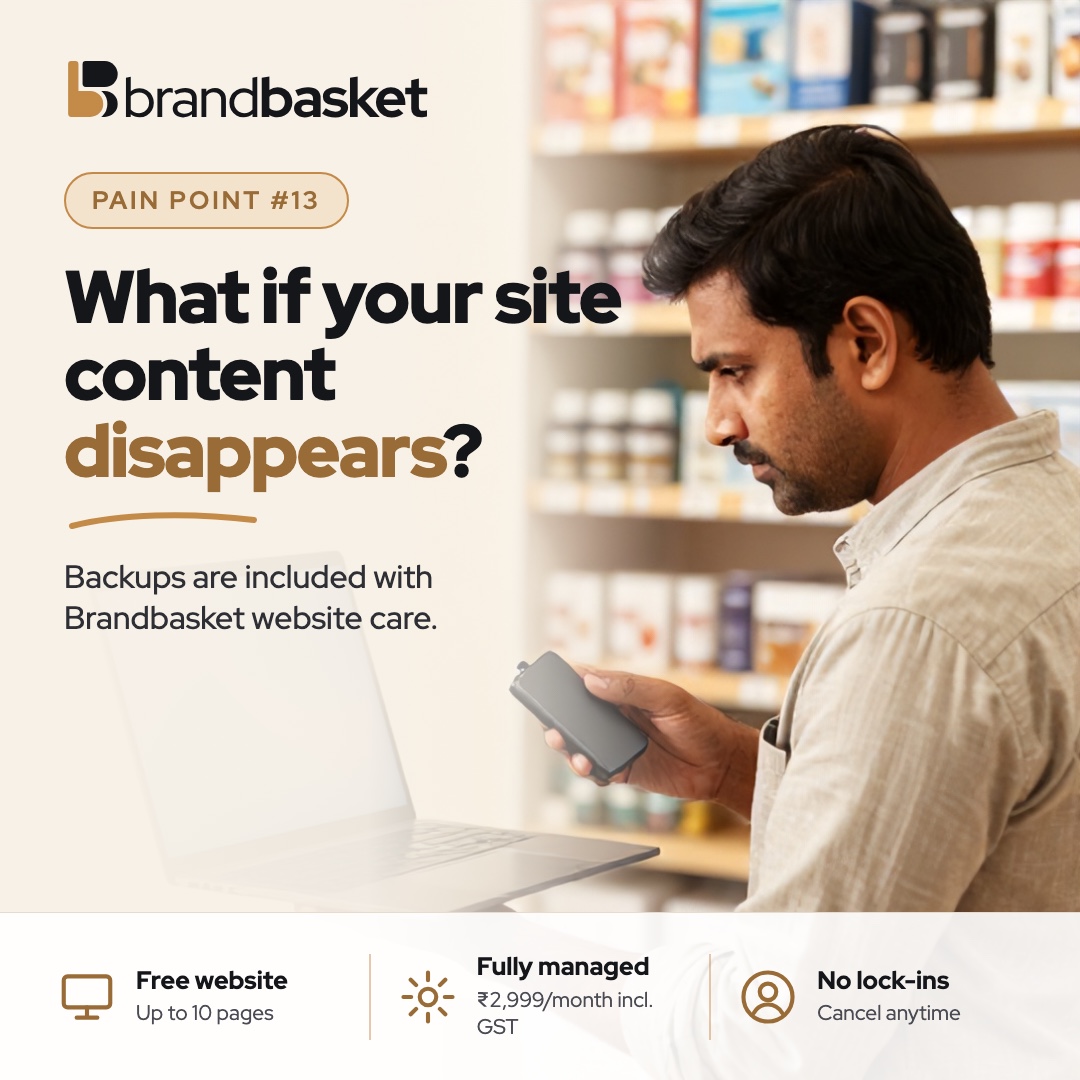 brandbasket
PAIN POINT #13
What if your site
content
disappears?
Backups are included with
Brandbasket website care.
Free website
Up to 10 pages
Fully managed
₹2,999/month incl.
GST
No lock-ins
Cancel anytime